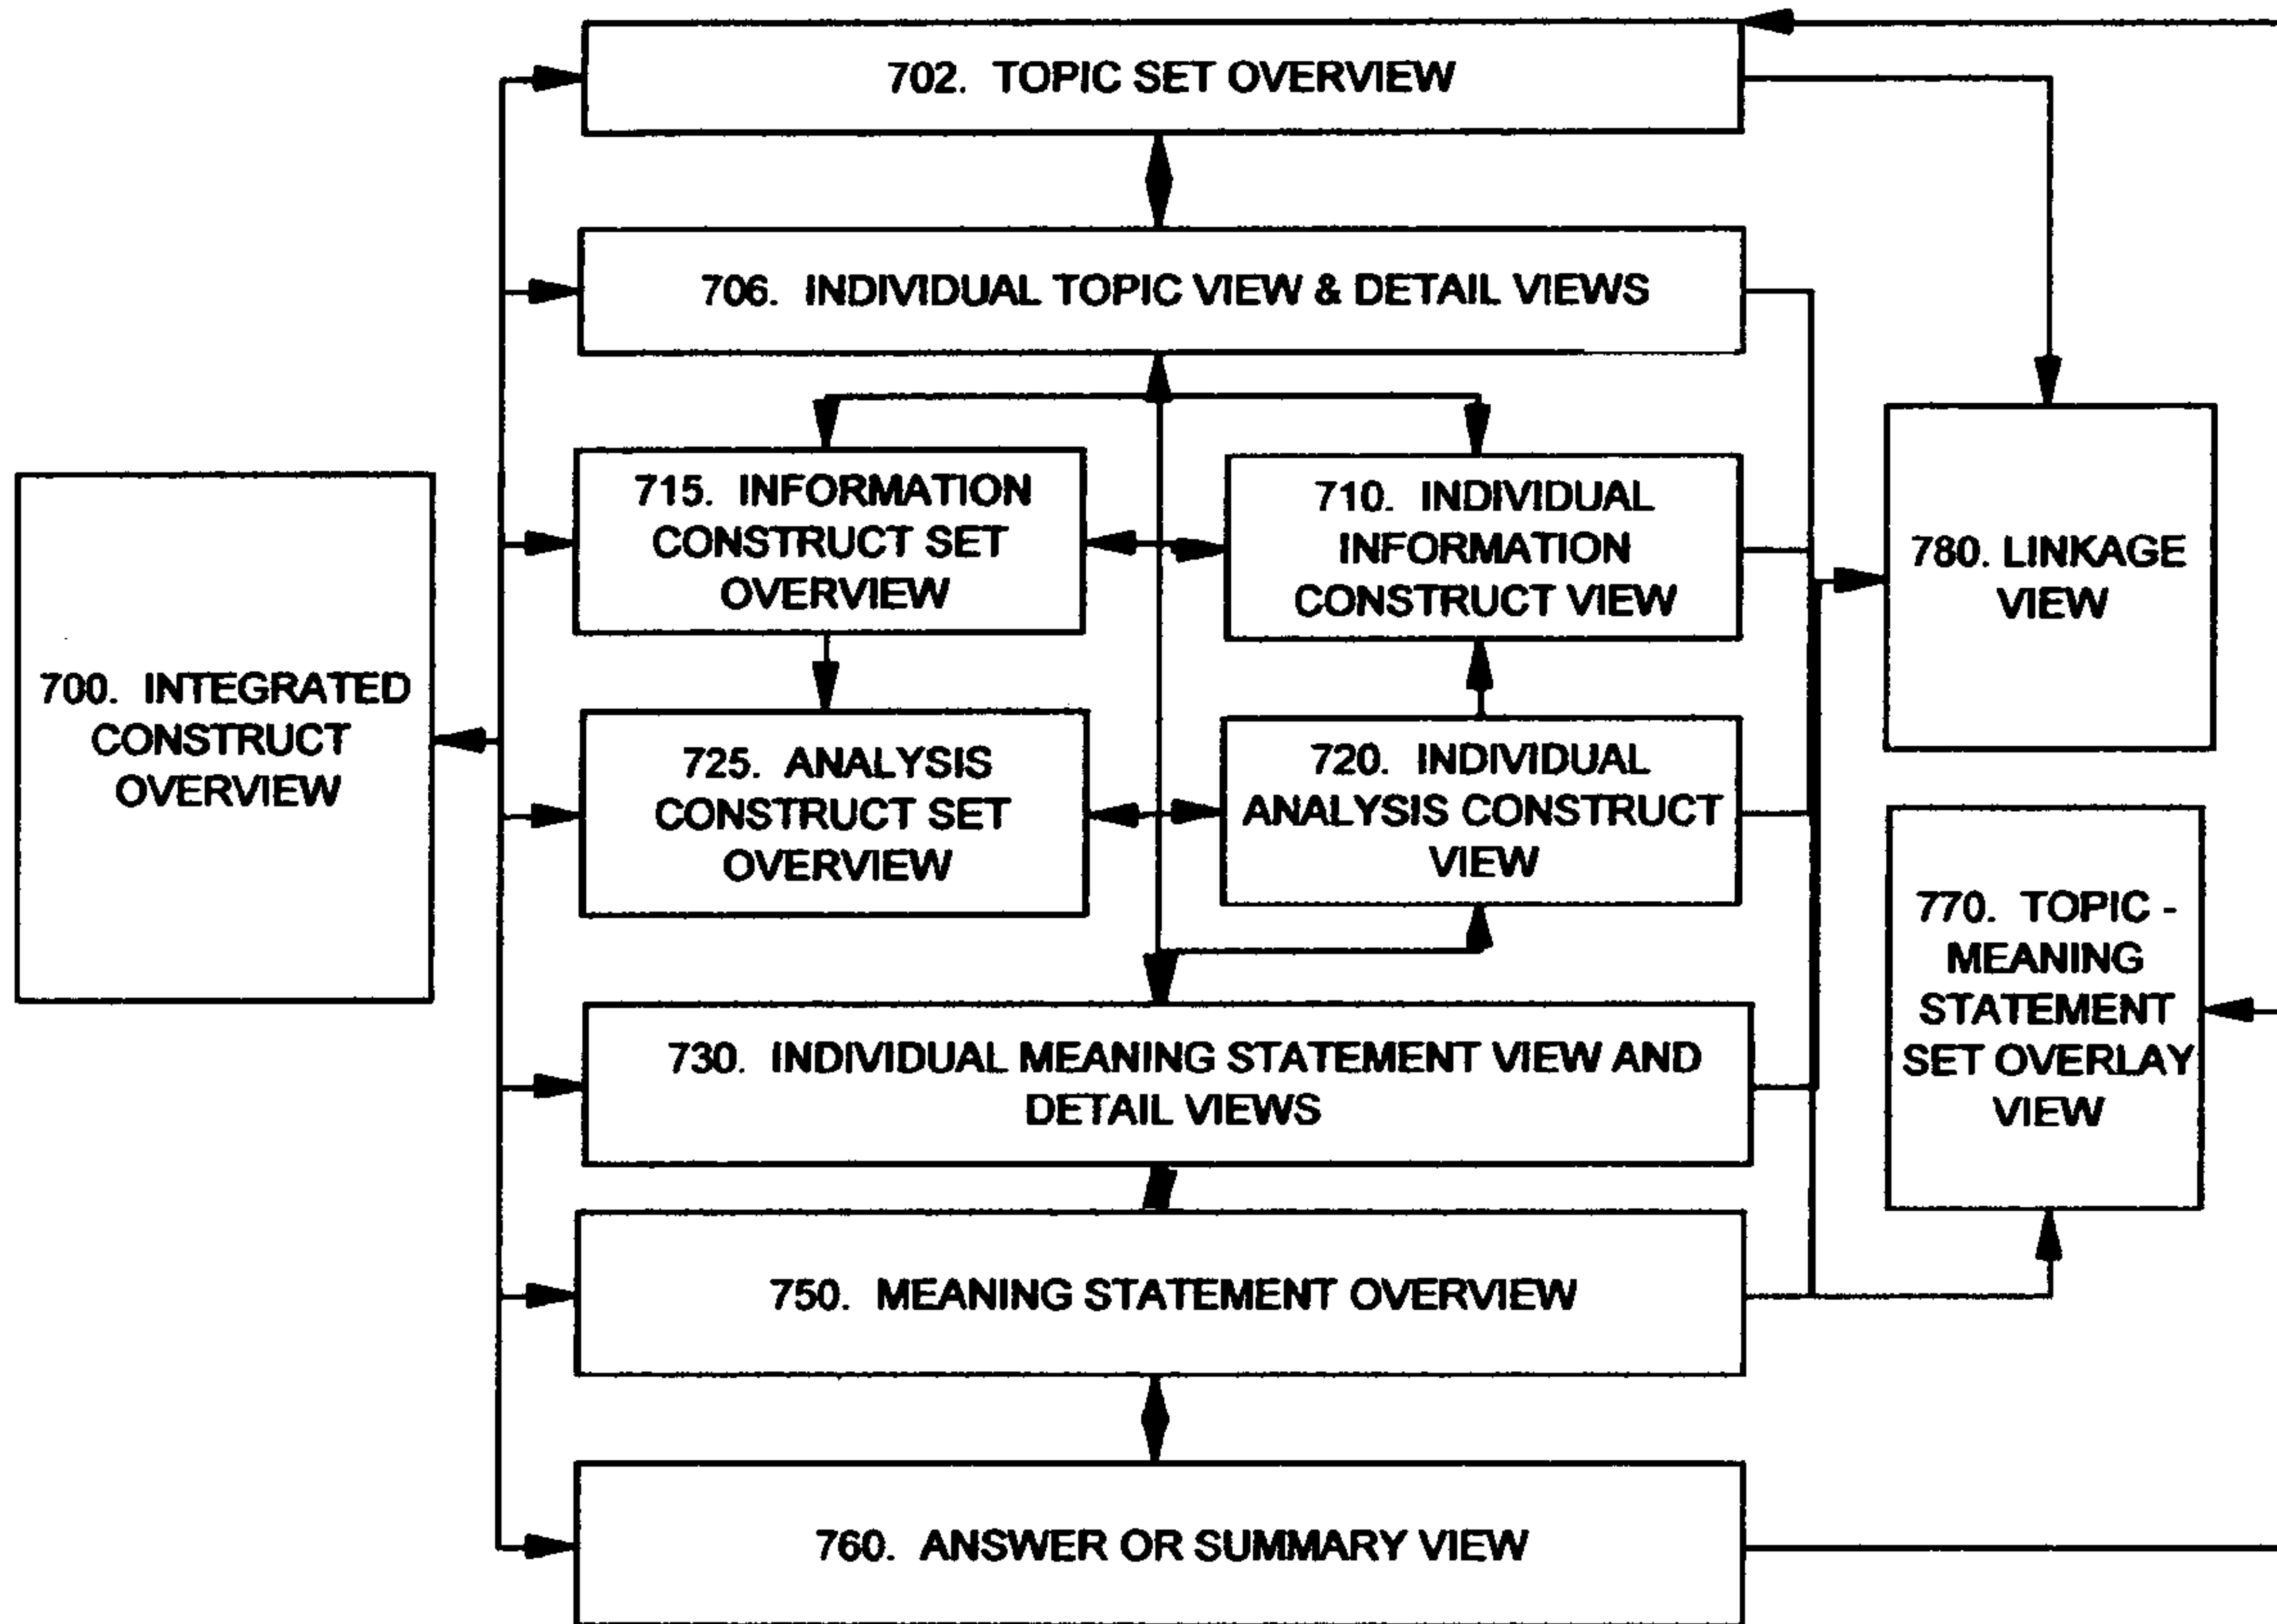 702. TOPIC SET OVERVIEW
706. INDIVIDUAL TOPIC VIEW & DETAIL VIEWS
715. INFORMATION
CONSTRUCT SET
OVERVIEW
710. INDIVIDUAL
INFORMATION
CONSTRUCT VIEW
780. LINKAGE
VIEW
700. INTEGRATED
CONSTRUCT
OVERVIEW
725. ANALYSIS
CONSTRUCT SET
OVERVIEW
720. INDIVIDUAL
ANALYSIS CONSTRUCT
VIEW
770. TOPIC -
MEANING
STATEMENT
SET OVERLAY
VIEW
730. INDIVIDUAL MEANING STATEMENT VIEW AND
DETAIL VIEWS
750. MEANING STATEMENT OVERVIEW
760. ANSWER OR SUMMARY VIEW